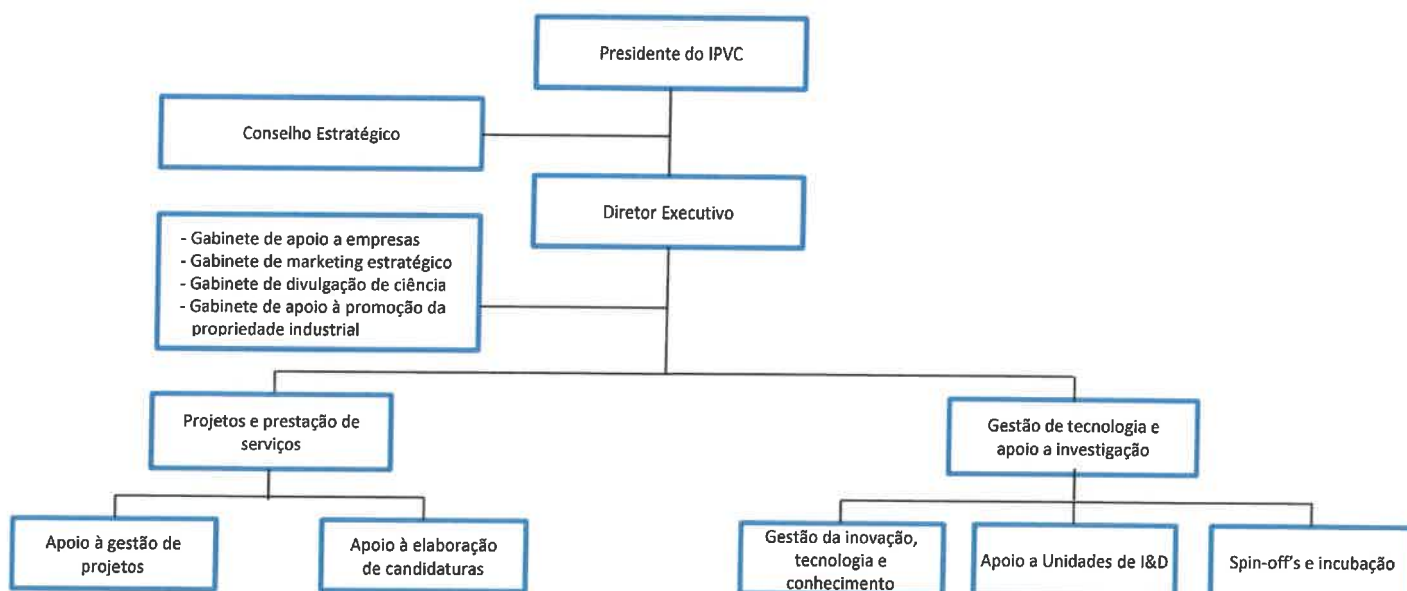 Presidente do IPVC
Conselho Estratégico
Diretor Executivo
- Gabinete de apoio a empresas
- Gabinete de marketing estratégico
- Gabinete de divulgação de ciência
- Gabinete de apoio à promoção da
propriedade industrial
Projetos e prestação de
serviços
Gestão de tecnologia e
apoio a investigação
Apoio à gestão de
projetos
Apoio à elaboração
de candidaturas
Gestão da inovação,
tecnologia e
conhecimento
Apoio a Unidades de I&D
Spin-off's e incubação